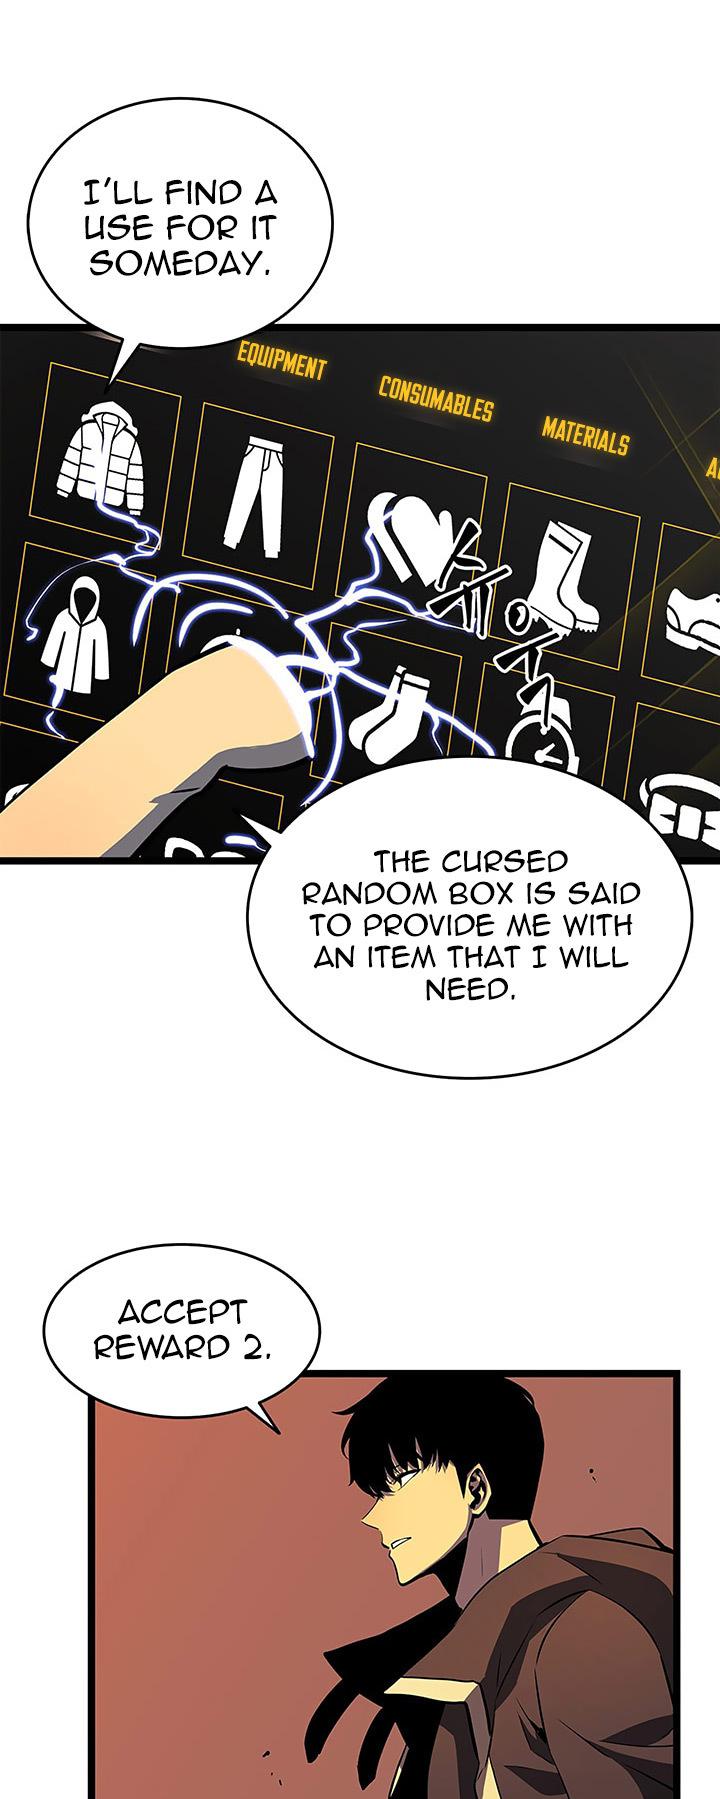 I'LL FIND A
USE FOR IT
SOMEDAY.
EQUIPMENT
CONSUMABLES
MATERIALS
THE CURSED
RANDOM BOX IS SAID
TO PROVIDE ME WITH
AN ITEM THAT I WILL
NEED.
ACCEPT
REWARD 2.